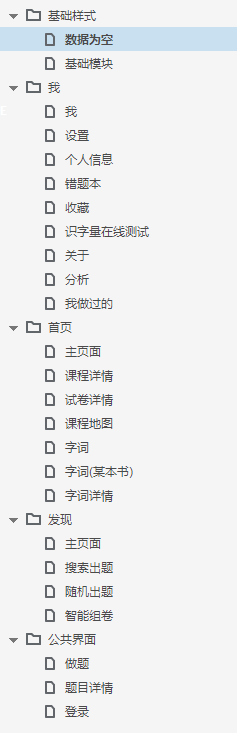 基础样式
数据为空
基础模块
我
我
设置
个人信息
错题本
收藏
识字量在线测试
关于
分析
我做过的
首页
主页面
课程详情
试卷详情
课程地图
字词
字词(某本书)
字词详情
发现
主页面
搜索出题
随机出题
智能组卷
公共界面
做题
题目详情
登录